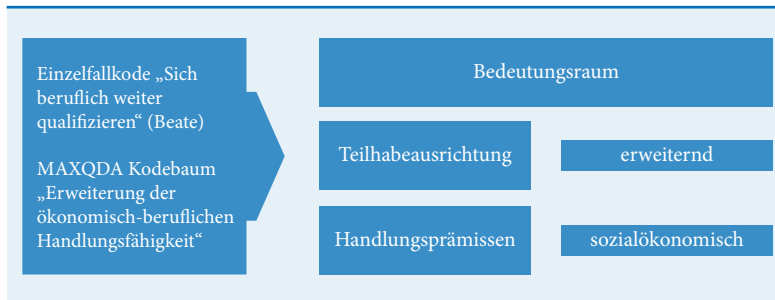 Einzelfallkode „Sich
beruflich weiter
qualifizieren“ (Beate)
MAXQDA Kodebaum
„Erweiterung der
ökonomisch-beruflichen
Handlungsfähigkeit“
Bedeutungsraum
Teilhabeausrichtung
erweiternd
Handlungsprämissen
sozialökonomisch